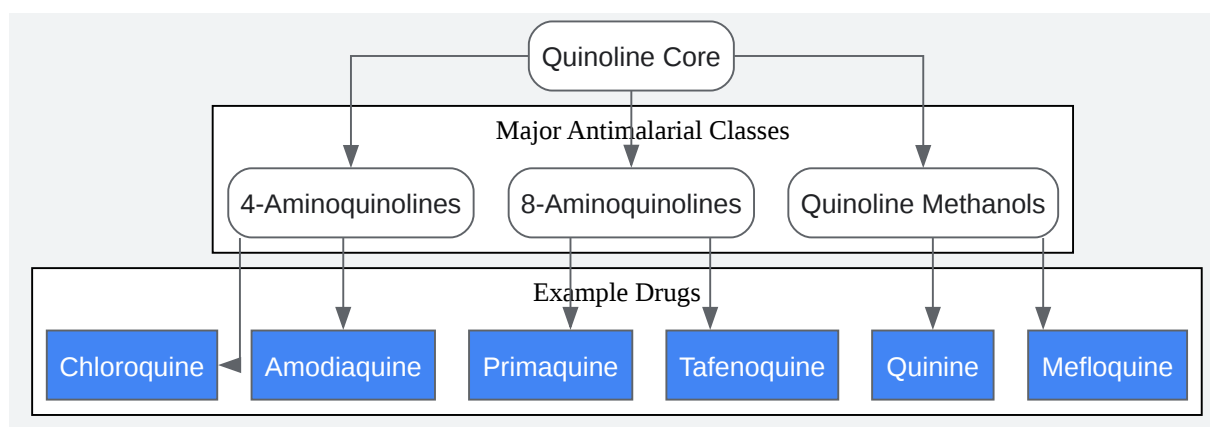 Quinoline Core
Major Antimalarial Classes
4-Aminoquinolines
8-Aminoquinolines
Quinoline Methanols
Example Drugs
Chloroquine
Amodiaquine
Primaquine
Tafenoquine
Quinine
Mefloquine